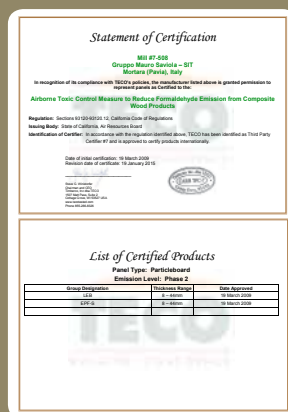 Statement of Certification
Mill #7-508
Gruppo Mauro Saviola – SIT
Mortara (Pavia), Italy
In recognition of its compliance with TECO's policies, the manufacturer listed above is granted permission to
represent panels as Certified to the:
Airborne Toxic Control Measure to Reduce Formaldehyde Emission from Composite
Wood Products
Regulation: Sections 93120-93120.12, California Code of Regulations
Issuing Body: State of California, Air Resources Board
Identification of Certifier: In accordance with the regulation identified above, TECO has been identified as Third Party
Certifier #7 and is approved to certify products internationally.
Date of initial certification: 19 March 2009
Revision date of certificate: 19 January 2015
List of Certified Products
Panel Type: Particleboard
Emission Level: Phase 2
Group Designation Thickness Range Date Approved
LEB 8 – 44mm 19 March 2009
EPF-S 8 – 44mm 19 March 2009
TECO